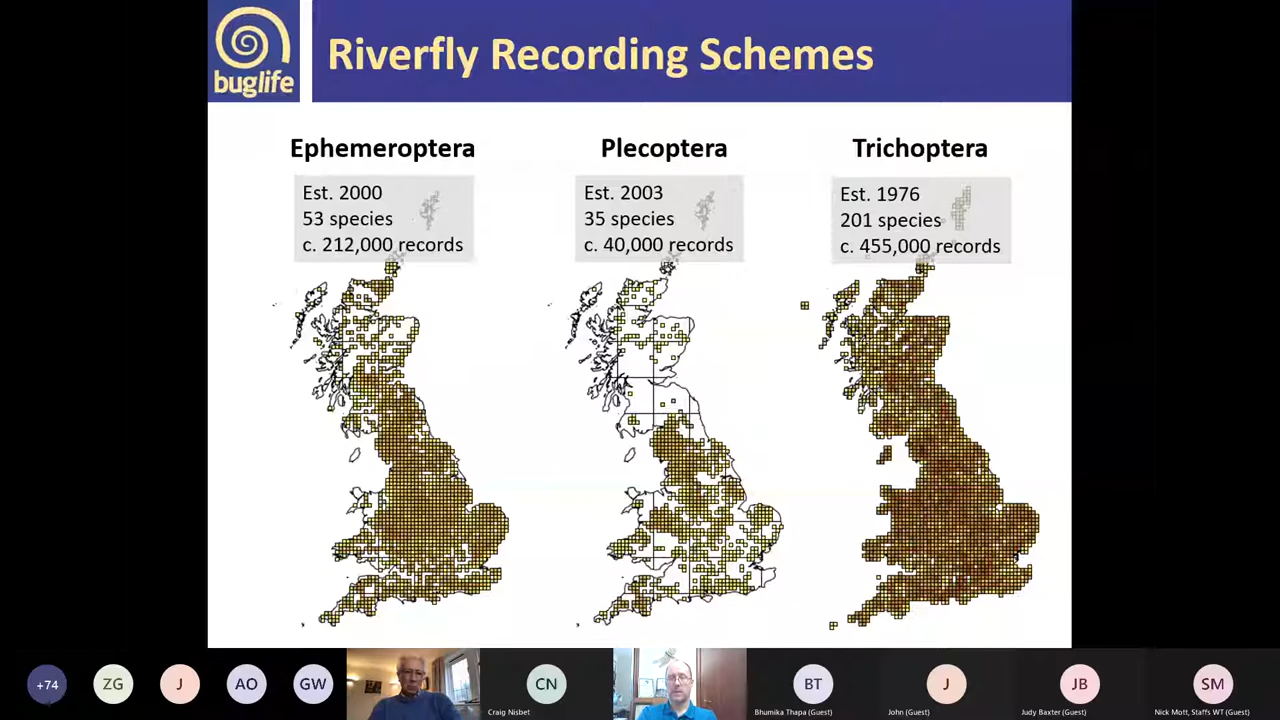 buglife
Riverfly Recording Schemes
Ephemeroptera
Est. 2000
53 species
c. 212,000 records
Plecoptera
Est. 2003
35 species
c. 40,000 records
Trichoptera
Est. 1976
201 species
c. 455,000 records
+74
ZG
J
AO
GW
CN
Craig Nisbet
BT
Bhumika Thapa (Guest)
J
John (Guest)
JB
Judy Baxter (Guest)
SM
Nick Mott, Staffs WT (Guest)